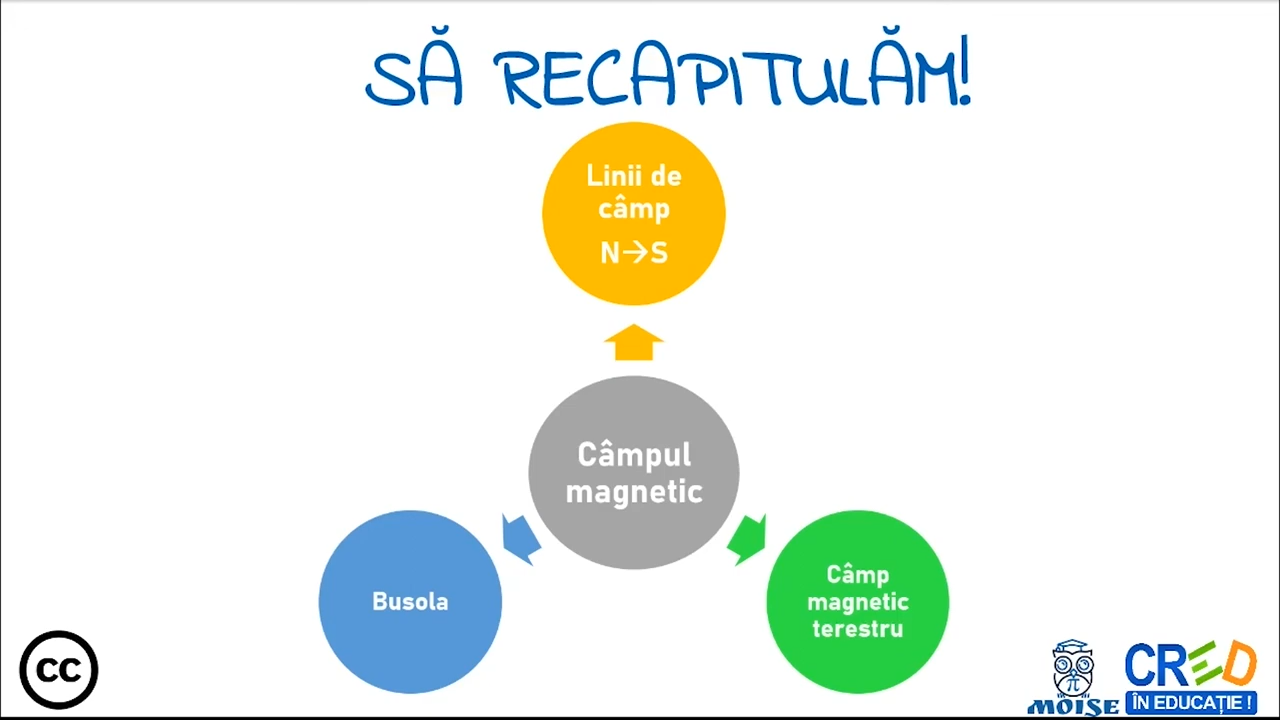 SĂ RECAPITULĂM!
Linii de
câmp
N→S
Câmpul
magnetic
Busola
Câmp
magnetic
terestru
cc
π
MOISE
CRED
ÎN EDUCAȚIE !